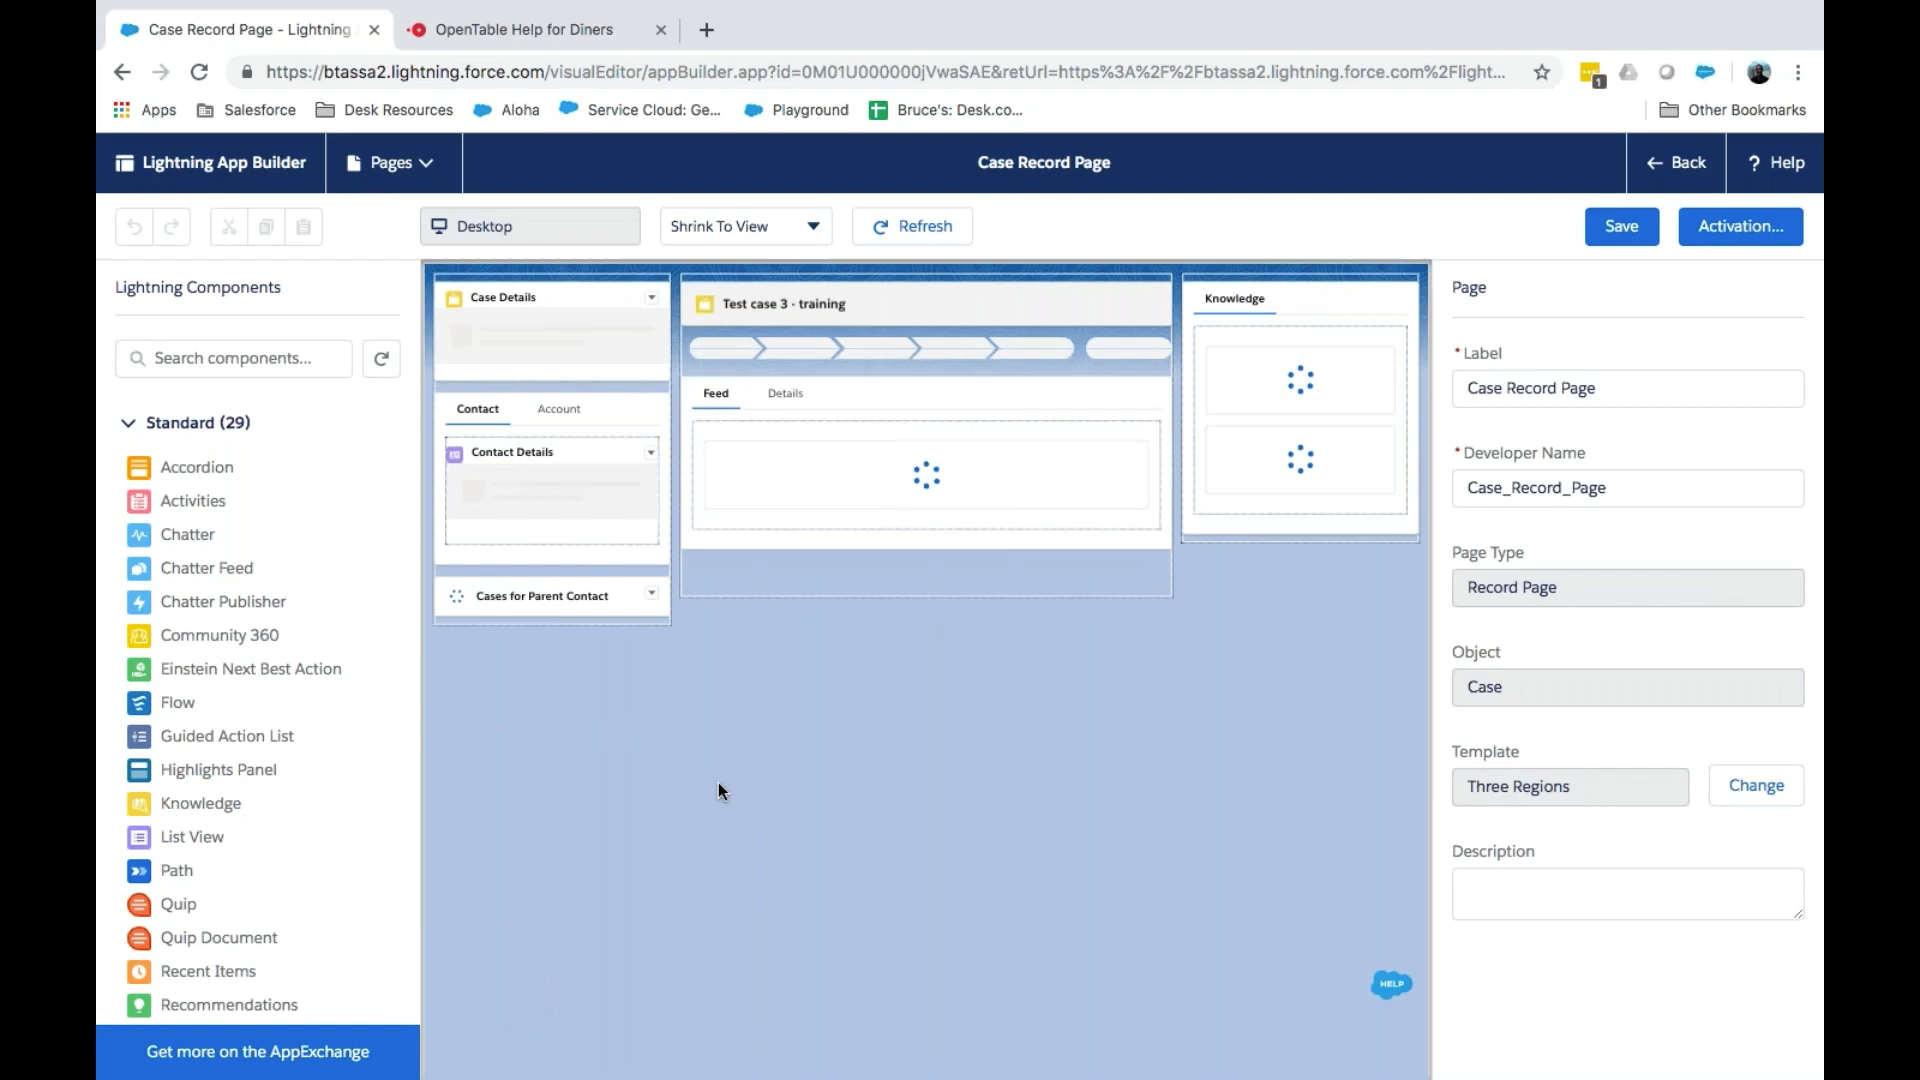 Case Record Page - Lightning
OpenTable Help for Diners
https://btassa2.lightning.force.com/visualEditor/appBuilder.app?id=0M01U000000jVwaSAE&retUrl=https%3A%2F%2Fbtassa2.lightning.force.com%2Flight...
1
Apps
Salesforce
Desk Resources
Aloha
Service Cloud: Ge...
Playground
Bruce's: Desk.co...
Other Bookmarks
Lightning App Builder
Pages
Case Record Page
Back
? Help
Desktop
Shrink To View
Refresh
Save
Activation...
Lightning Components
Search components...
Standard (29)
Accordion
Activities
Chatter
Chatter Feed
Chatter Publisher
Community 360
Einstein Next Best Action
Flow
Guided Action List
Highlights Panel
Knowledge
List View
Path
Quip
Quip Document
Recent Items
Recommendations
Get more on the AppExchange
Case Details
Contact
Account
Contact Details
Cases for Parent Contact
Test case 3 - training
Feed
Details
Knowledge
HELP
Page
* Label
Case Record Page
* Developer Name
Case_Record_Page
Page Type
Record Page
Object
Case
Template
Three Regions
Change
Description